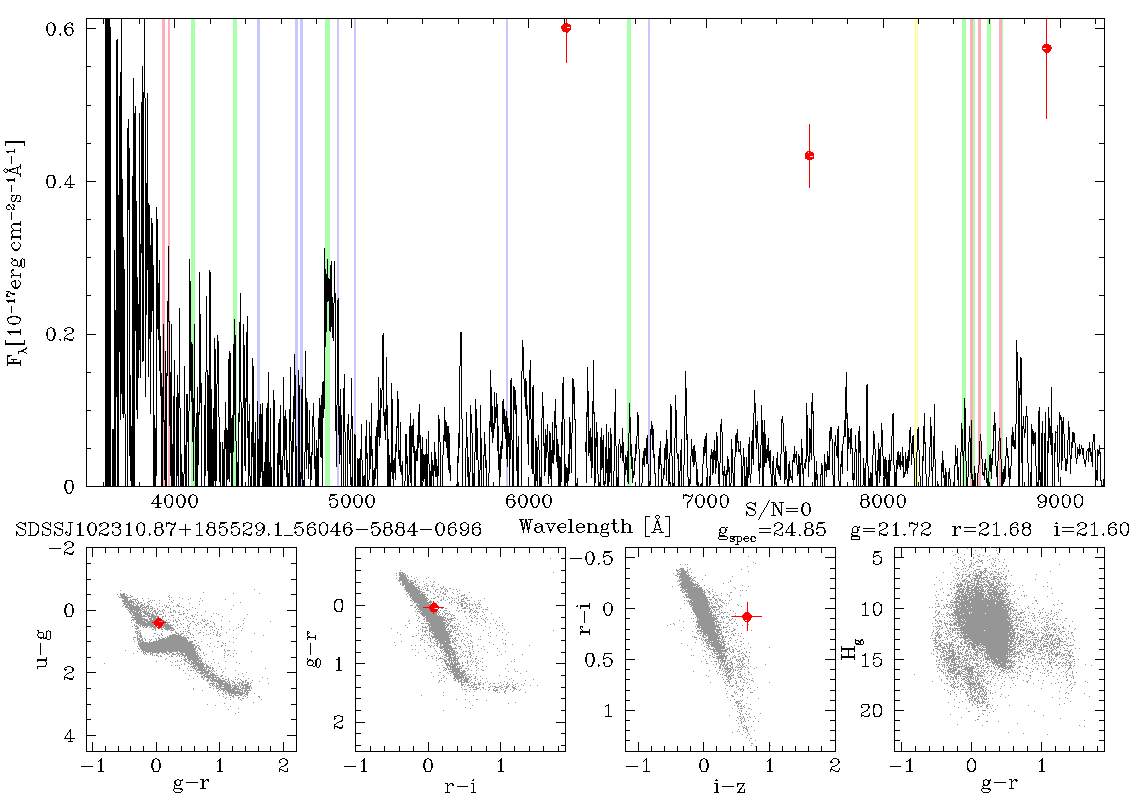 0.6
0.4
0.2
0
F_λ[10⁻¹⁷erg cm⁻²s⁻¹Å⁻¹]
4000 5000 6000 7000 8000 9000
S/N=0
SDSSJ102310.87+185529.1_56046-5884-0696 Wavelength [Å] g_spec=24.85 g=21.72 r=21.68 i=21.60
-2
0
2
4
u-g
-1 0 1 2
g-r
0
1
2
g-r
0 1
r-i
-0.5
0
0.5
1
r-i
-1 0 1 2
i-z
5
10
15
20
H_g
-1 0 1 2
g-r